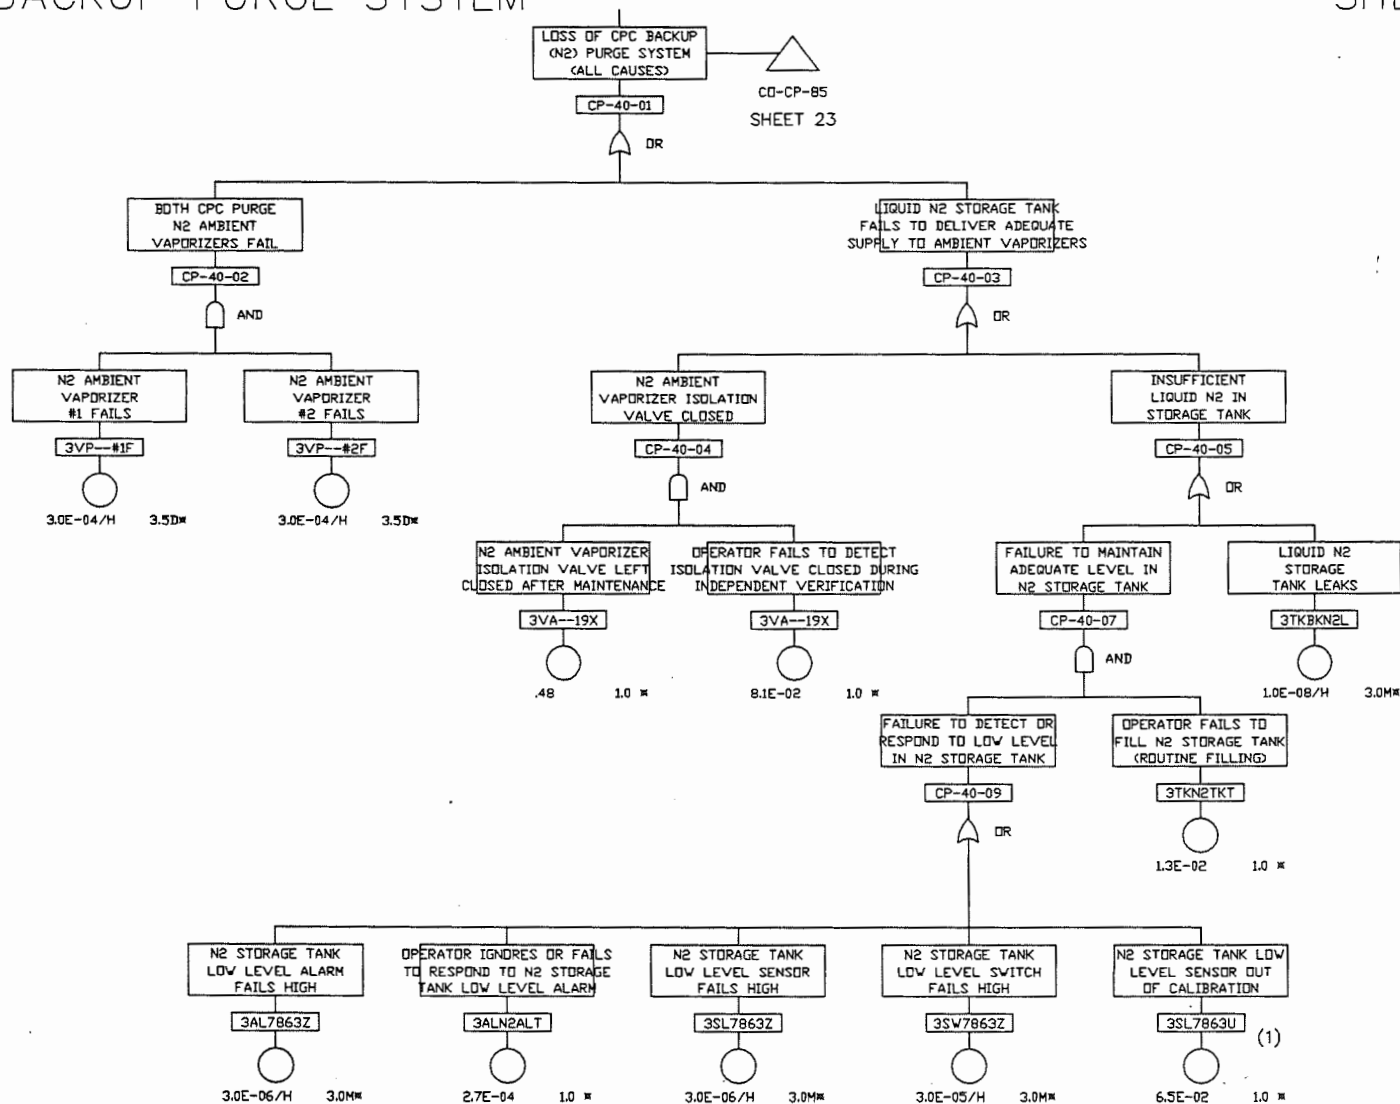 BACKUP PURGE SYSTEM
LOSS OF CPC BACKUP
(N2) PURGE SYSTEM
(ALL CAUSES)
CP-40-01
OR
CO-CP-85
SHEET 23
BOTH CPC PURGE
N2 AMBIENT
VAPORIZERS FAIL
CP-40-02
AND
LIQUID N2 STORAGE TANK
FAILS TO DELIVER ADEQUATE
SUPPLY TO AMBIENT VAPORIZERS
CP-40-03
OR
N2 AMBIENT
VAPORIZER
#1 FAILS
3VP--#1F
3.0E-04/H 3.5D*
N2 AMBIENT
VAPORIZER
#2 FAILS
3VP--#2F
3.0E-04/H 3.5D*
N2 AMBIENT
VAPORIZER ISOLATION
VALVE CLOSED
CP-40-04
AND
INSUFFICIENT
LIQUID N2 IN
STORAGE TANK
CP-40-05
OR
N2 AMBIENT VAPORIZER
ISOLATION VALVE LEFT
CLOSED AFTER MAINTENANCE
3VA--19X
.48 1.0 *
OPERATOR FAILS TO DETECT
ISOLATION VALVE CLOSED DURING
INDEPENDENT VERIFICATION
3VA--19X
8.1E-02 1.0 *
FAILURE TO MAINTAIN
ADEQUATE LEVEL IN
N2 STORAGE TANK
CP-40-07
AND
LIQUID N2
STORAGE
TANK LEAKS
3TKBKN2L
1.0E-08/H 3.0M*
FAILURE TO DETECT OR
RESPOND TO LOW LEVEL
IN N2 STORAGE TANK
CP-40-09
OR
OPERATOR FAILS TO
FILL N2 STORAGE TANK
(ROUTINE FILLING)
3TKN2TKT
1.3E-02 1.0 *
N2 STORAGE TANK
LOW LEVEL ALARM
FAILS HIGH
3AL7863Z
3.0E-06/H 3.0M*
OPERATOR IGNORES OR FAILS
TO RESPOND TO N2 STORAGE
TANK LOW LEVEL ALARM
3ALN2ALT
2.7E-04 1.0 *
N2 STORAGE TANK
LOW LEVEL SENSOR
FAILS HIGH
3SL7863Z
3.0E-06/H 3.0M*
N2 STORAGE TANK
LOW LEVEL SWITCH
FAILS HIGH
3SW7863Z
3.0E-05/H 3.0M*
N2 STORAGE TANK LOW
LEVEL SENSOR OUT
OF CALIBRATION
3SL7863U
(1)
6.5E-02 1.0 *